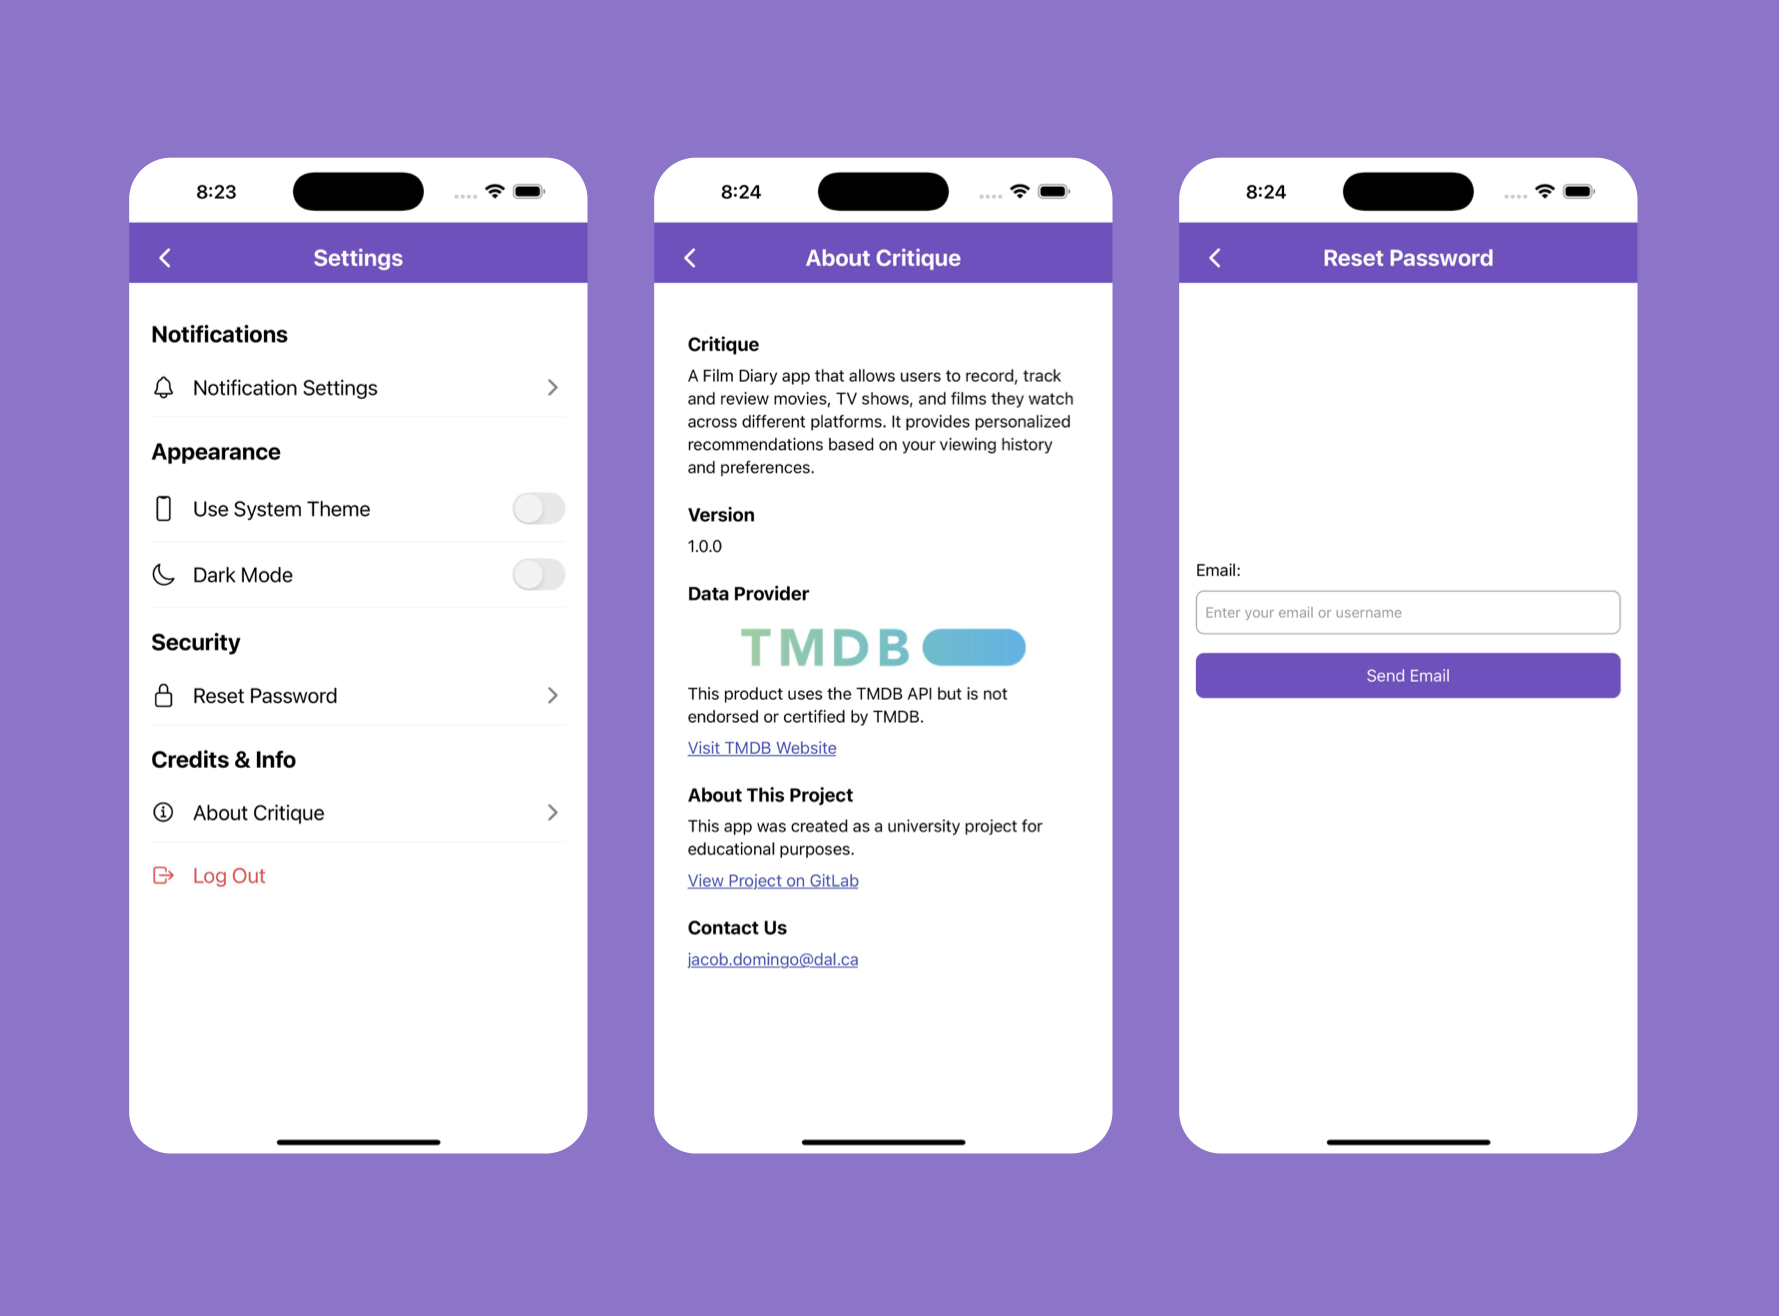 8:23
Settings
Notifications
Notification Settings
Appearance
Use System Theme
Dark Mode
Security
Reset Password
Credits & Info
About Critique
Log Out
8:24
About Critique
Critique
A Film Diary app that allows users to record, track
and review movies, TV shows, and films they watch
across different platforms. It provides personalized
recommendations based on your viewing history
and preferences.
Version
1.0.0
Data Provider
TMDB
This product uses the TMDB API but is not
endorsed or certified by TMDB.
Visit TMDB Website
About This Project
This app was created as a university project for
educational purposes.
View Project on GitLab
Contact Us
jacob.domingo@dal.ca
8:24
Reset Password
Email:
Enter your email or username
Send Email